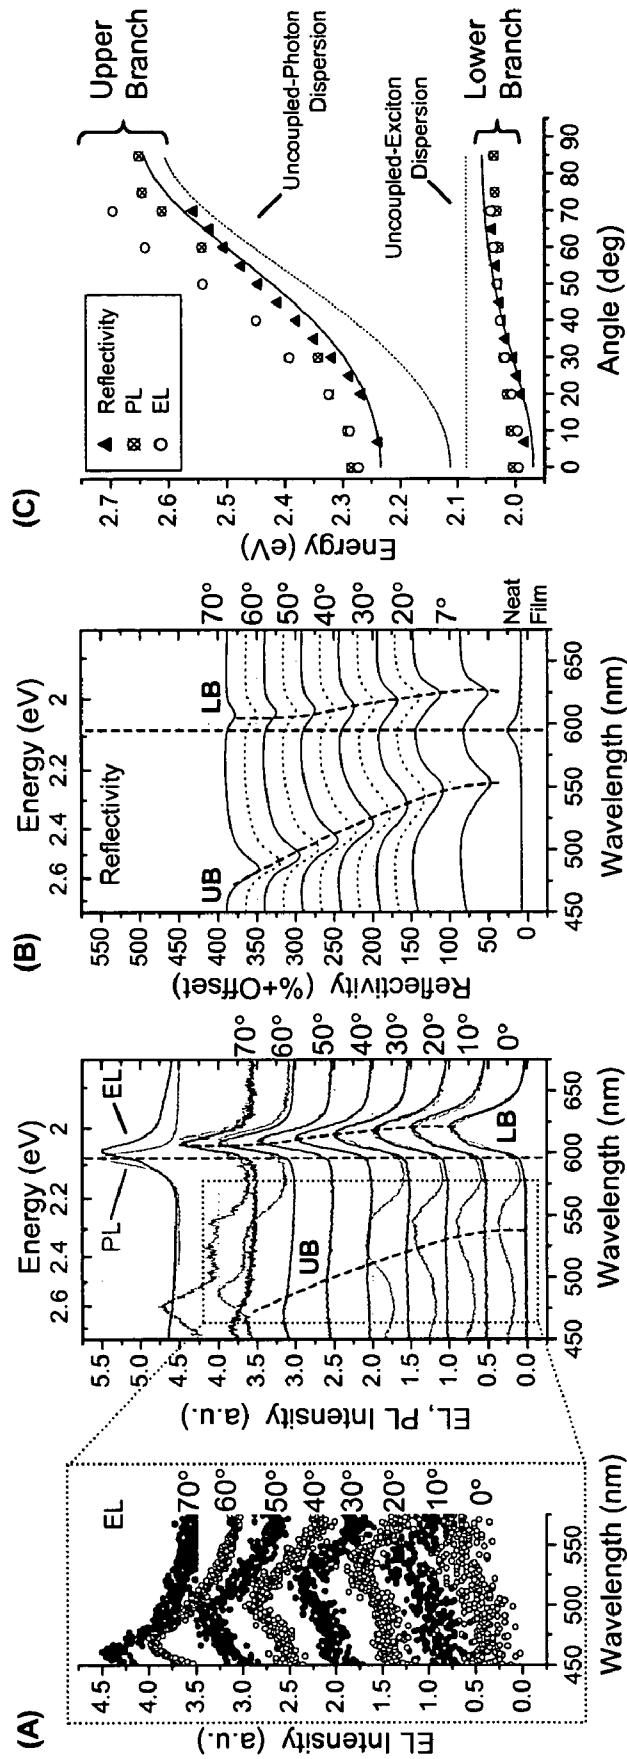 (A)
EL Intensity (a.u.)
4.5
4.0
3.5
3.0
2.5
2.0
1.5
1.0
0.5
0.0
EL
70°
60°
50°
40°
30°
20°
10°
0°
450 500 550
Wavelength (nm)
Energy (eV)
2.6 2.4 2.2 2
EL, PL Intensity (a.u.)
5.5
5.0
4.5
4.0
3.5
3.0
2.5
2.0
1.5
1.0
0.5
0.0
PL
EL
UB
LB
70°
60°
50°
40°
30°
20°
10°
0°
450 500 550 600 650
Wavelength (nm)
(B)
Energy (eV)
2.6 2.4 2.2 2
Reflectivity (%+Offset)
550
500
450
400
350
300
250
200
150
100
50
0
Reflectivity
UB
LB
70°
60°
50°
40°
30°
20°
7°
Neat
Film
450 500 550 600 650
Wavelength (nm)
(C)
Energy (eV)
2.7
2.6
2.5
2.4
2.3
2.2
2.1
2.0
Reflectivity
PL
EL
Upper
Branch
Uncoupled-Photon
Dispersion
Uncoupled-Exciton
Dispersion
Lower
Branch
0 10 20 30 40 50 60 70 80 90
Angle (deg)